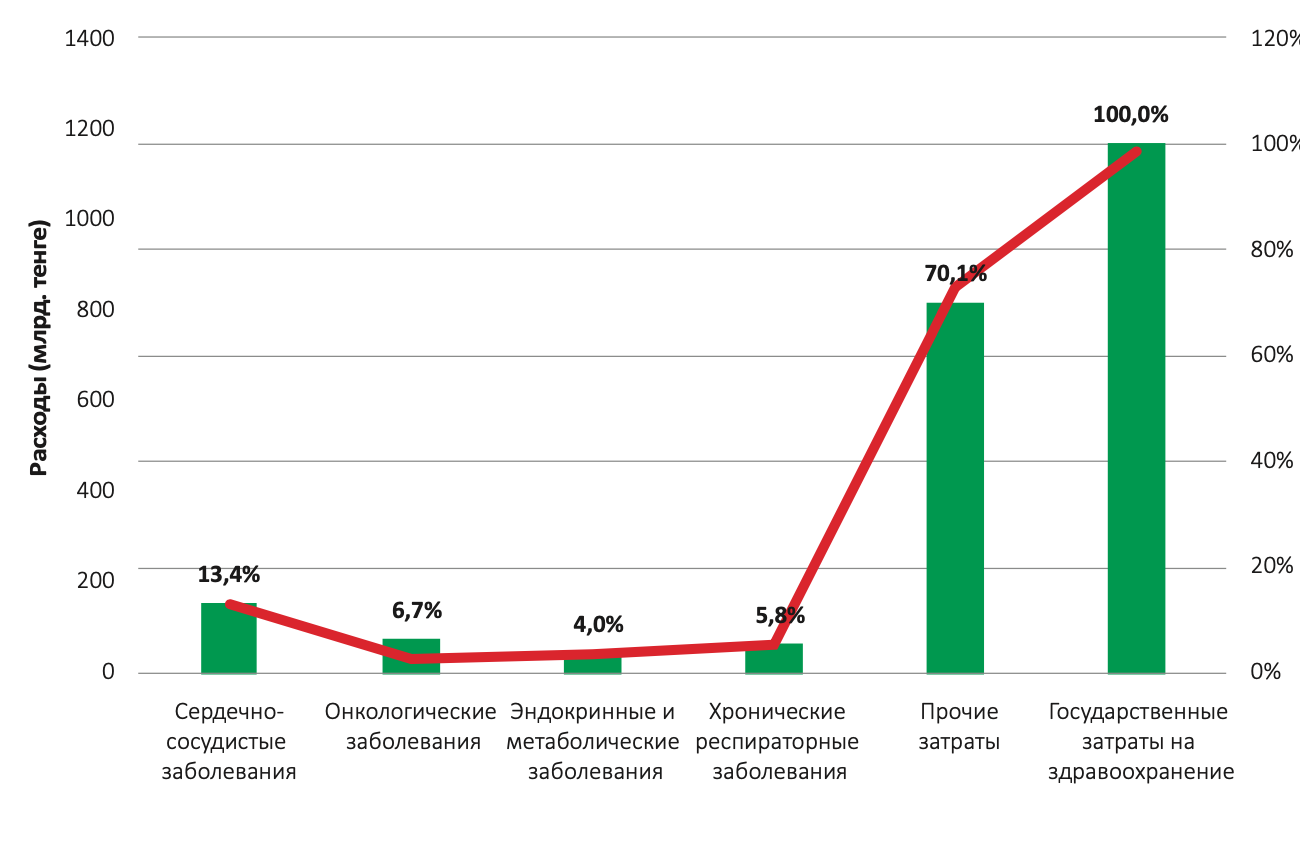 1400
1200
1000
800
600
400
200
0
Расходы (млрд. тенге)
120%
100%
80%
60%
40%
20%
0%
13,4%
6,7%
4,0%
5,8%
70,1%
100,0%
Сердечно-
сосудистые
заболевания
Онкологические
заболевания
Эндокринные и
метаболические
заболевания
Хронические
респираторные
заболевания
Прочие
затраты
Государственные
затраты на
здравоохранение